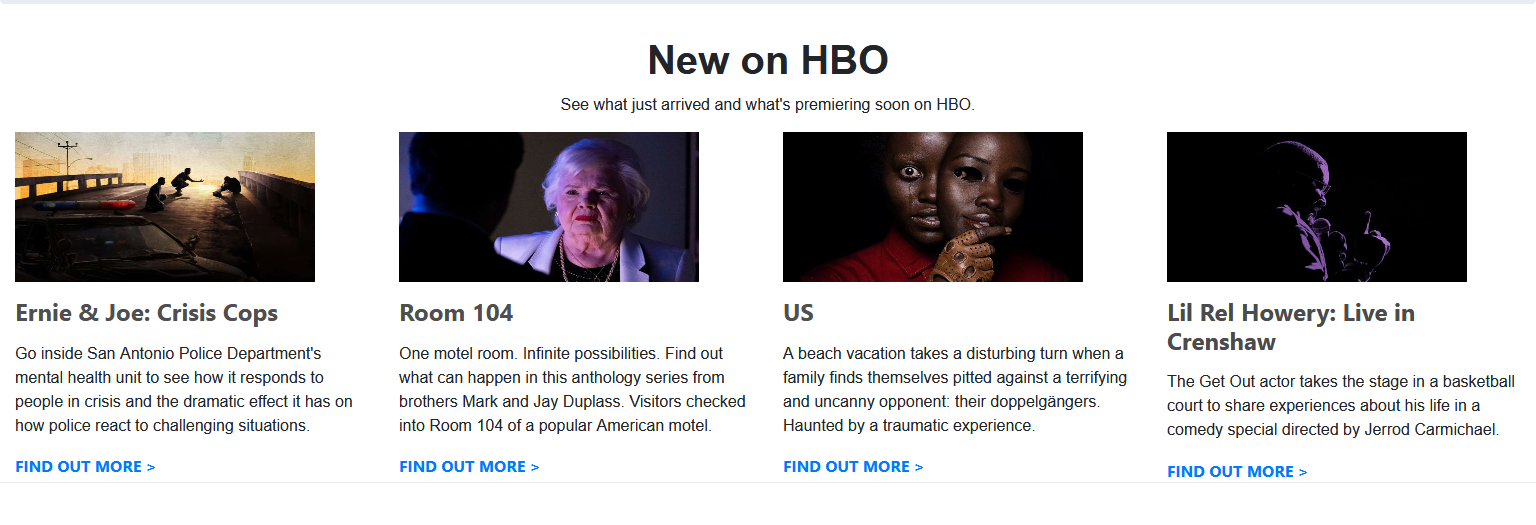 New on HBO
See what just arrived and what's premiering soon on HBO.
Ernie & Joe: Crisis Cops
Go inside San Antonio Police Department's
mental health unit to see how it responds to
people in crisis and the dramatic effect it has on
how police react to challenging situations.
FIND OUT MORE >
Room 104
One motel room. Infinite possibilities. Find out
what can happen in this anthology series from
brothers Mark and Jay Duplass. Visitors checked
into Room 104 of a popular American motel.
FIND OUT MORE >
US
A beach vacation takes a disturbing turn when a
family finds themselves pitted against a terrifying
and uncanny opponent: their doppelgängers.
Haunted by a traumatic experience.
FIND OUT MORE >
Lil Rel Howery: Live in
Crenshaw
The Get Out actor takes the stage in a basketball
court to share experiences about his life in a
comedy special directed by Jerrod Carmichael.
FIND OUT MORE >